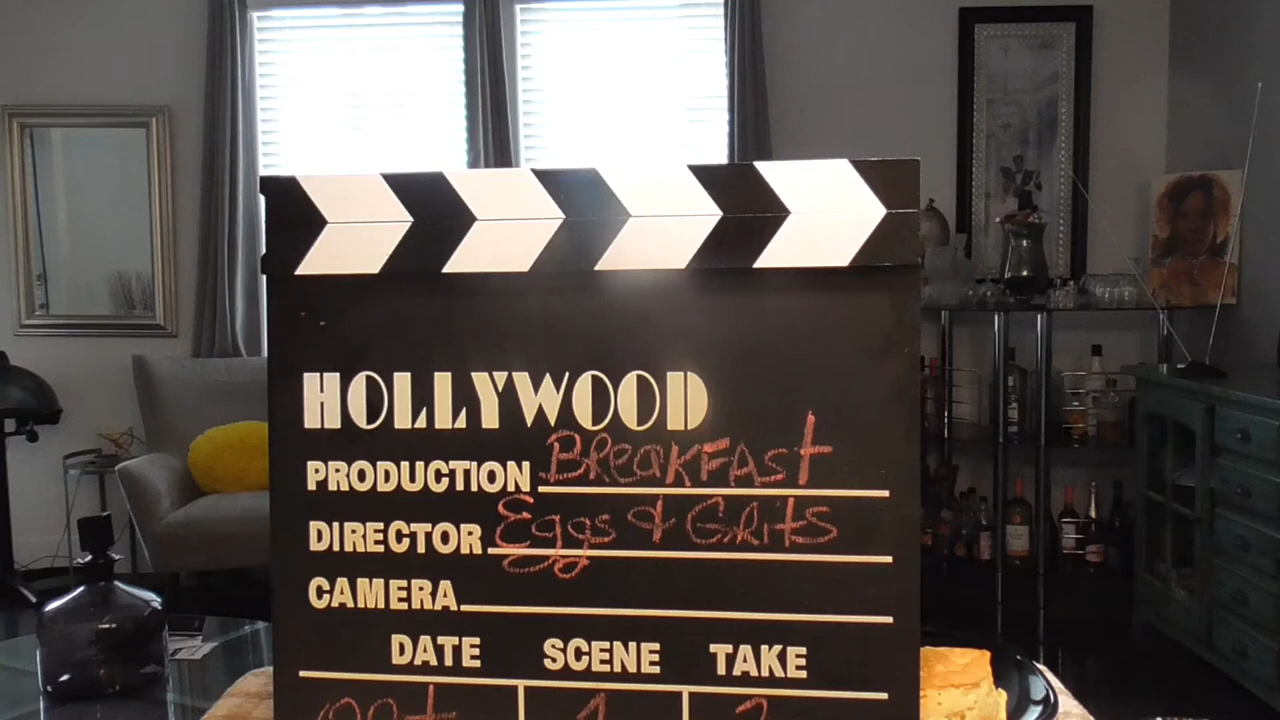 HOLLYWOOD
PRODUCTION BreaKFAst
DIRECTOR Eggs & Grits
CAMERA
DATE SCENE TAKE